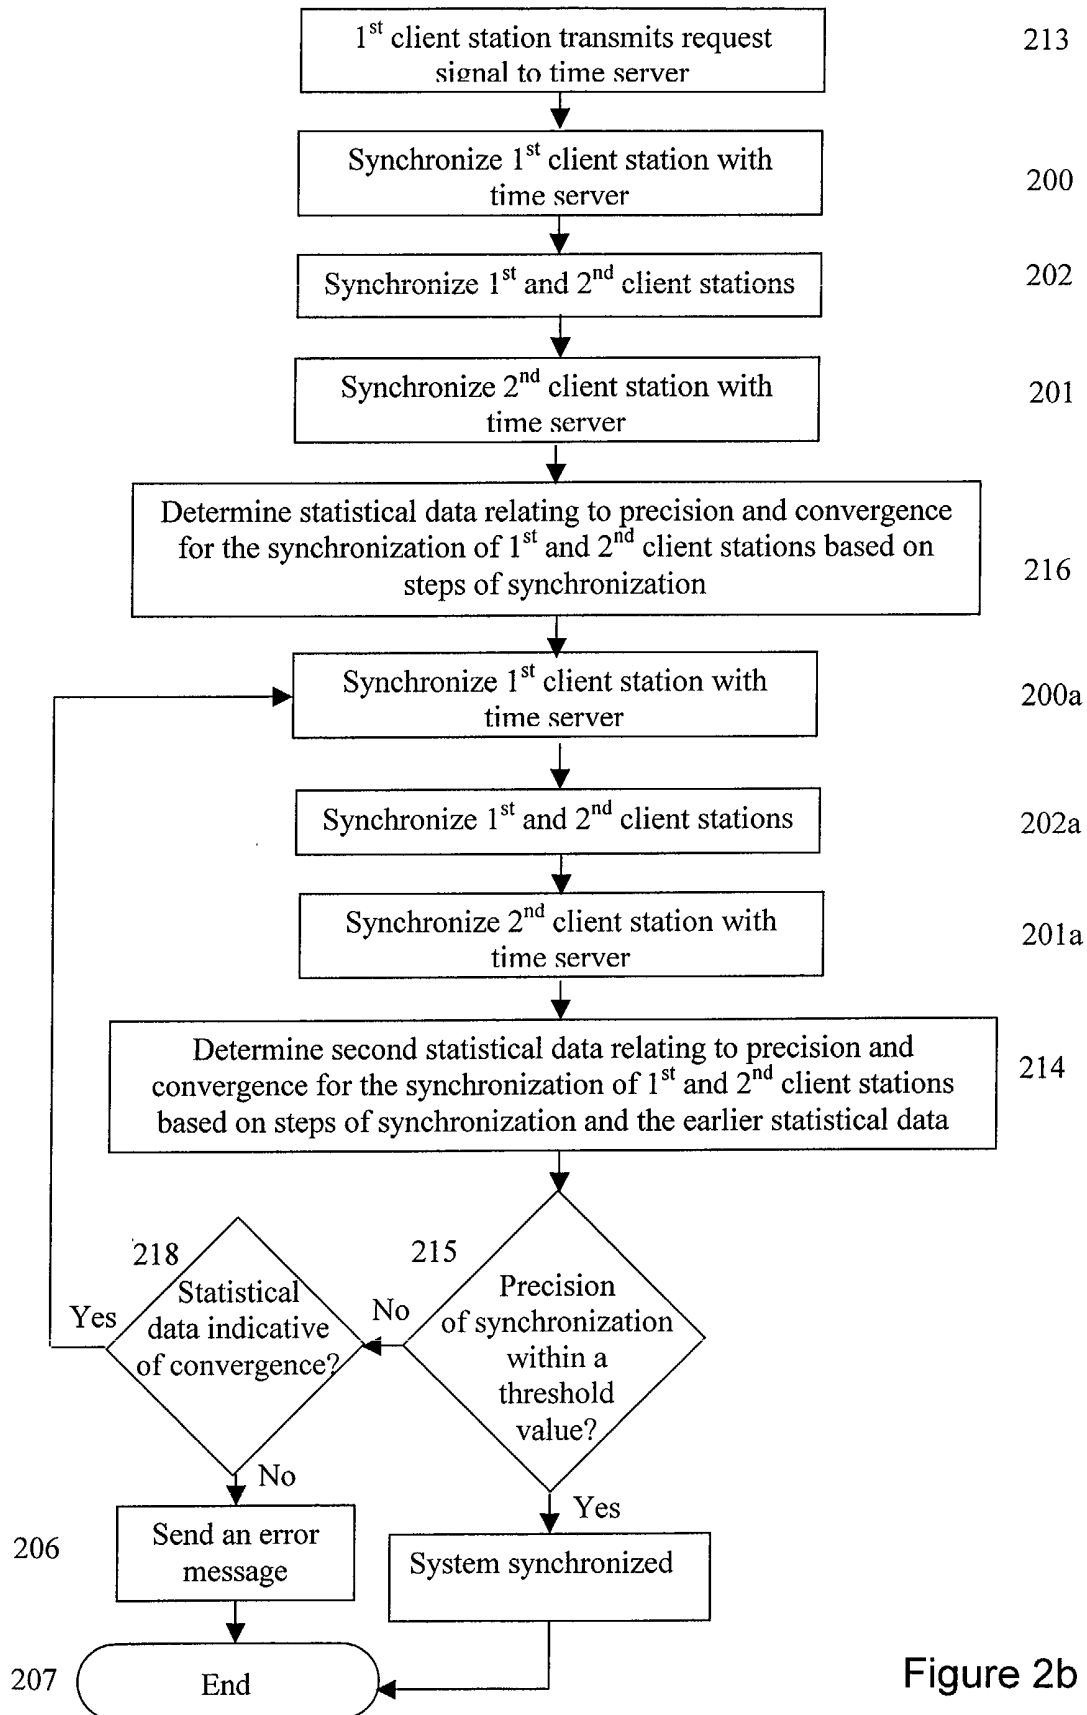 1st client station transmits request
signal to time server
213
Synchronize 1st client station with
time server
200
Synchronize 1st and 2nd client stations
202
Synchronize 2nd client station with
time server
201
Determine statistical data relating to precision and convergence
for the synchronization of 1st and 2nd client stations based on
steps of synchronization
216
Synchronize 1st client station with
time server
200a
Synchronize 1st and 2nd client stations
202a
Synchronize 2nd client station with
time server
201a
Determine second statistical data relating to precision and
convergence for the synchronization of 1st and 2nd client stations
based on steps of synchronization and the earlier statistical data
214
215
Precision
of synchronization
within a
threshold
value?
No
218
Statistical
data indicative
of convergence?
Yes
No
Yes
206
Send an error
message
System synchronized
207
End
Figure 2b